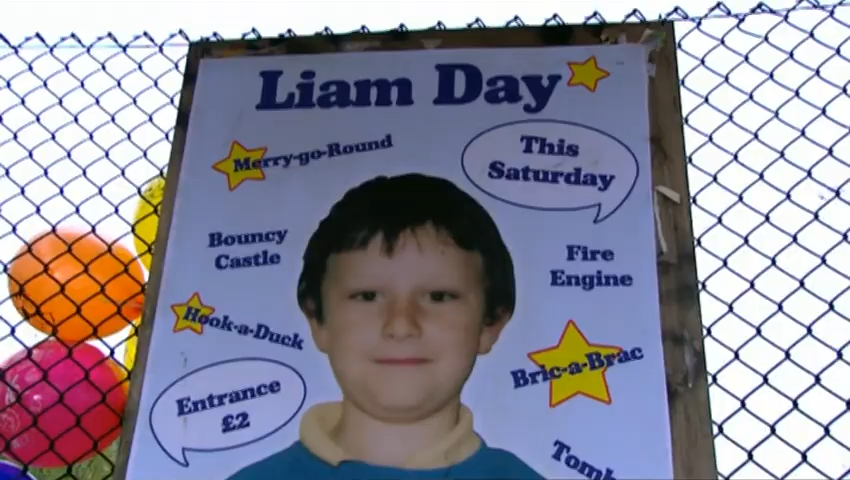 Liam Day
Merry-go-Round
This
Saturday
Bouncy
Castle
Fire
Engine
Hook-a-Duck
Bric-a-Brac
Entrance
£2